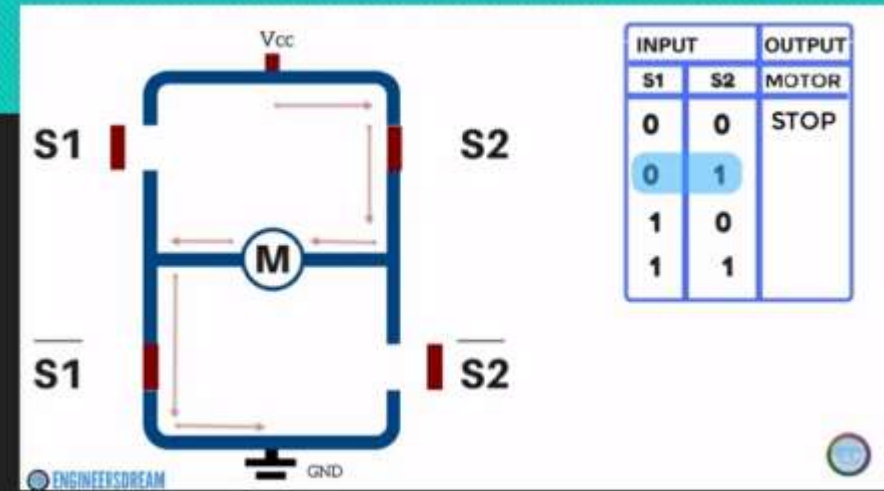 Vcc
S1
S2
M
S1
S2
GND
ENGINEERSDREAM
INPUT OUTPUT
S1 S2 MOTOR
0 0 STOP
0 1
1 0
1 1